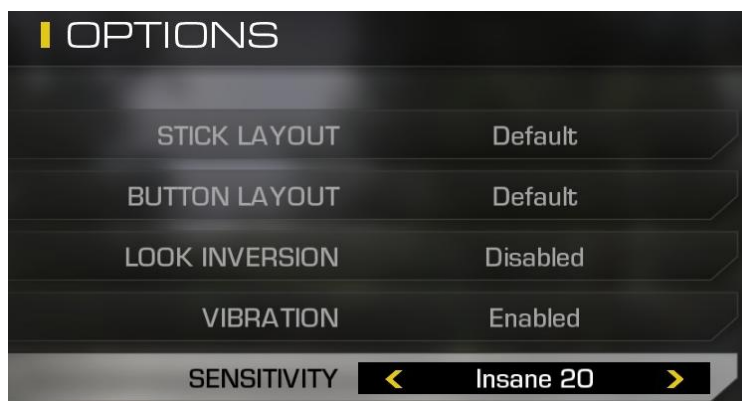 OPTIONS
STICK LAYOUT Default
BUTTON LAYOUT Default
LOOK INVERSION Disabled
VIBRATION Enabled
SENSITIVITY < Insane 20 >